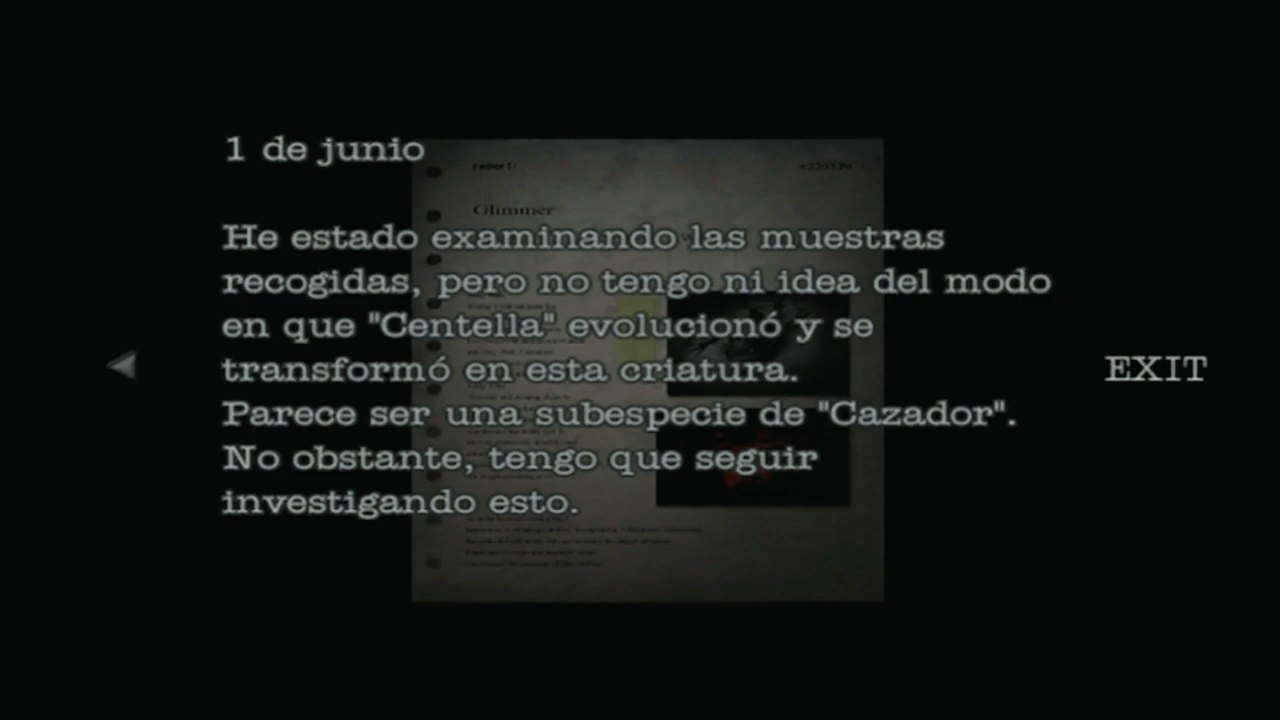 1 de junio
report:
Glimmer
He estado examinando las muestras
recogidas, pero no tengo ni idea del modo
en que "Centella" evolucionó y se
transformó en esta criatura.
Parece ser una subespecie de "Cazador".
No obstante, tengo que seguir
investigando esto.
EXIT